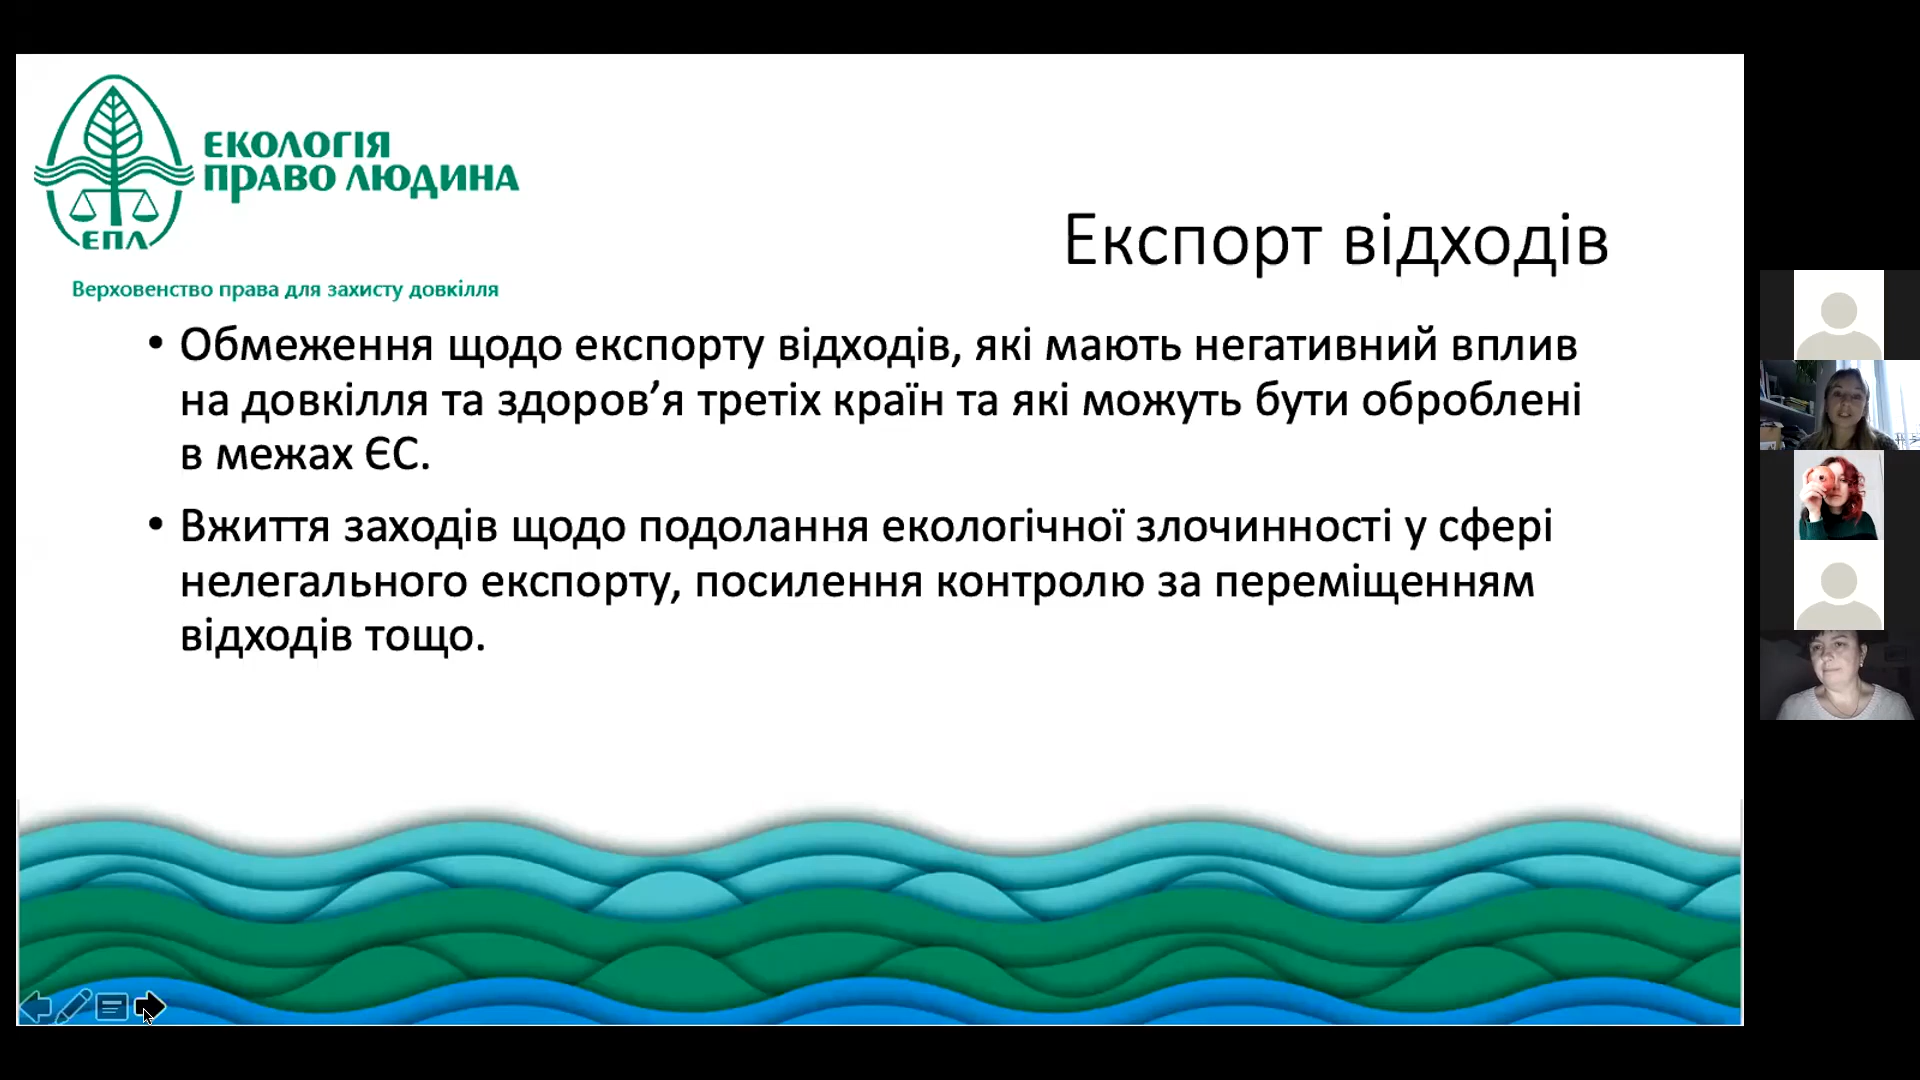 ЕКОЛОГІЯ
ПРАВО ЛЮДИНА
ЕПЛ
Верховенство права для захисту довкілля
Експорт відходів
• Обмеження щодо експорту відходів, які мають негативний вплив
на довкілля та здоров’я третіх країн та які можуть бути оброблені
в межах ЄС.
• Вжиття заходів щодо подолання екологічної злочинності у сфері
нелегального експорту, посилення контролю за переміщенням
відходів тощо.